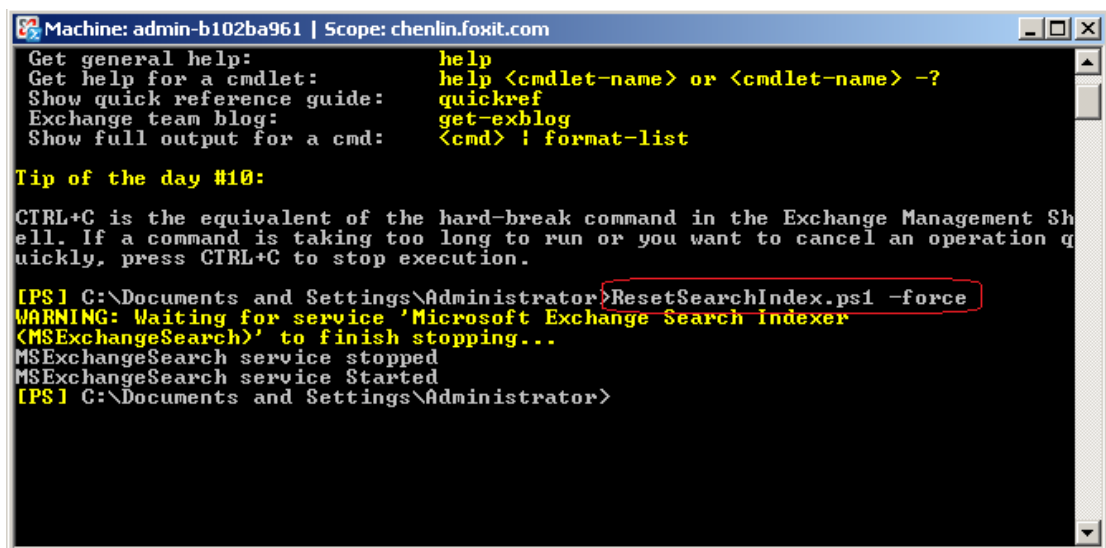 Machine: admin-b102ba961 | Scope: chenlin.foxit.com
Get general help: help
Get help for a cmdlet: help <cmdlet-name> or <cmdlet-name> -?
Show quick reference guide: quickref
Exchange team blog: get-exblog
Show full output for a cmd: <cmd> | format-list
Tip of the day #10:
CTRL+C is the equivalent of the hard-break command in the Exchange Management Sh
ell. If a command is taking too long to run or you want to cancel an operation q
uickly, press CTRL+C to stop execution.
[PS] C:\Documents and Settings\Administrator>ResetSearchIndex.ps1 -force
WARNING: Waiting for service 'Microsoft Exchange Search Indexer
(MSExchangeSearch)' to finish stopping...
MSExchangeSearch service stopped
MSExchangeSearch service Started
[PS] C:\Documents and Settings\Administrator>